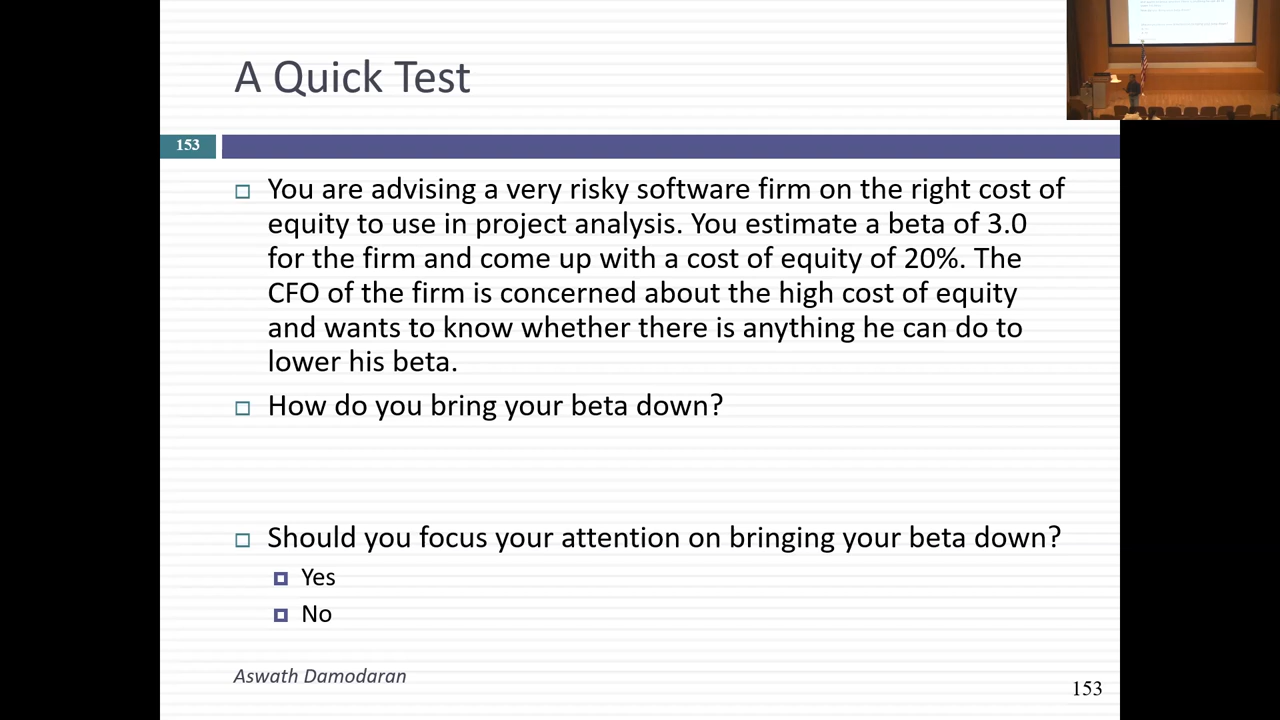 A Quick Test
153
You are advising a very risky software firm on the right cost of
equity to use in project analysis. You estimate a beta of 3.0
for the firm and come up with a cost of equity of 20%. The
CFO of the firm is concerned about the high cost of equity
and wants to know whether there is anything he can do to
lower his beta.
How do you bring your beta down?
Should you focus your attention on bringing your beta down?
Yes
No
Aswath Damodaran
153